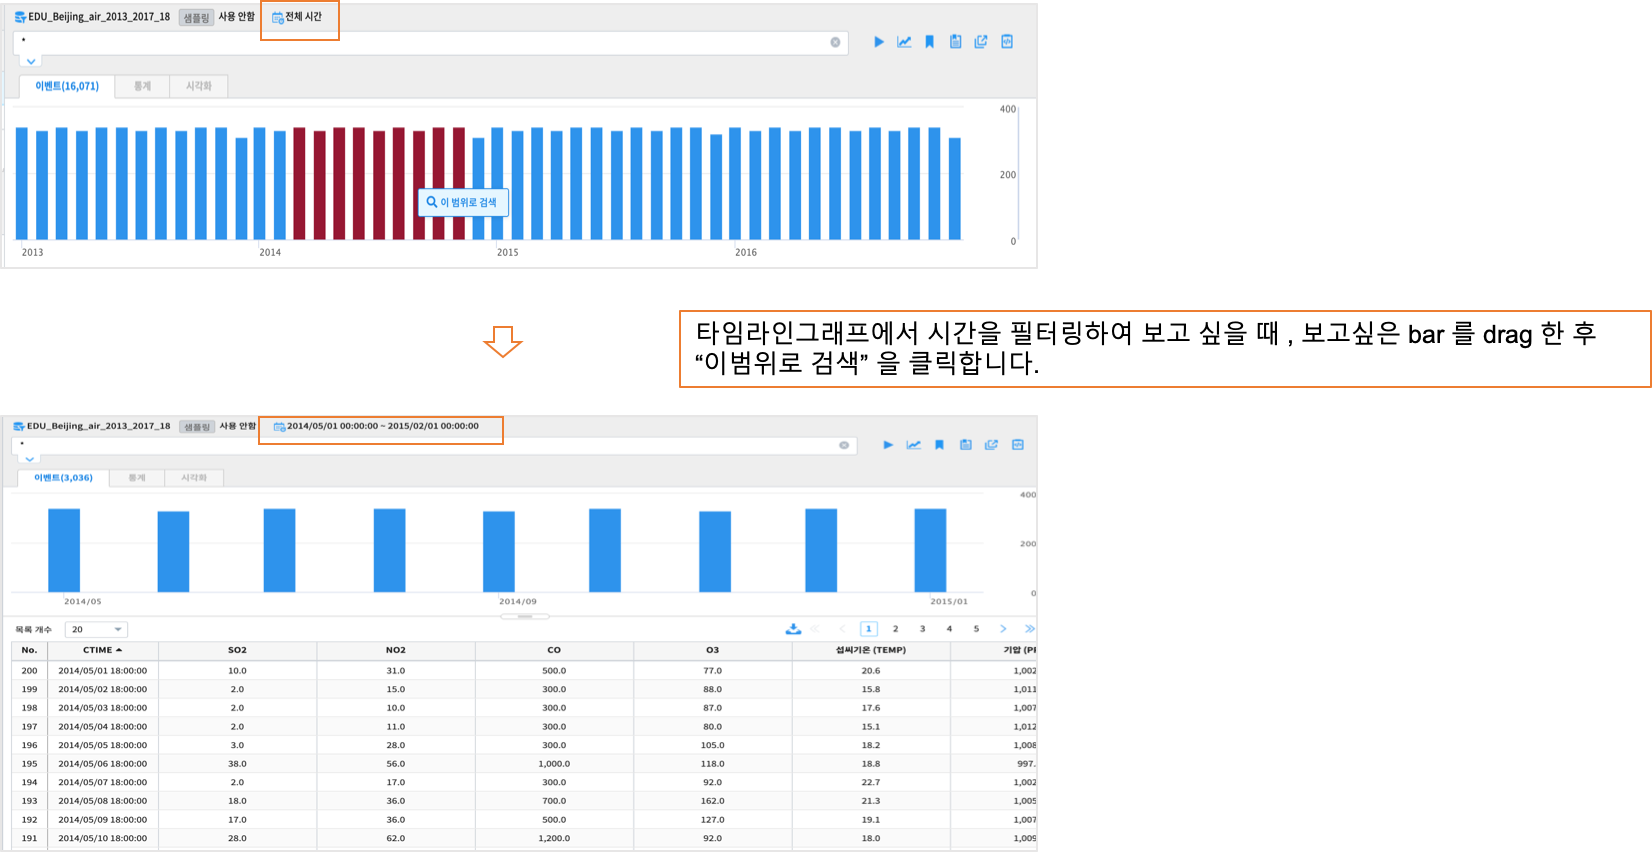 EDU_Beijing_air_2013_2017_18 샘플링 사용 안함 전체 시간
*
이벤트(16,071) 통계 시각화
400
200
0
이 범위로 검색
2013 2014 2015 2016
타임라인그래프에서 시간을 필터링하여 보고 싶을 때 , 보고싶은 bar 를 drag 한 후
“이범위로 검색” 을 클릭합니다.
EDU_Beijing_air_2013_2017_18 샘플링 사용 안함 2014/05/01 00:00:00 ~ 2015/02/01 00:00:00
*
이벤트(3,036) 통계 시각화
400
200
0
2014/05 2014/09 2015/01
목록 개수 20 1 2 3 4 5
No. CTIME SO2 NO2 CO O3 섭씨기온 (TEMP) 기압 (PI
200 2014/05/01 18:00:00 10.0 31.0 500.0 77.0 20.6 1,002
199 2014/05/02 18:00:00 2.0 15.0 300.0 88.0 15.8 1,011
198 2014/05/03 18:00:00 2.0 10.0 300.0 87.0 17.6 1,007
197 2014/05/04 18:00:00 2.0 11.0 300.0 80.0 15.1 1,012
196 2014/05/05 18:00:00 3.0 28.0 300.0 105.0 18.2 1,008
195 2014/05/06 18:00:00 38.0 56.0 1,000.0 118.0 18.8 997.
194 2014/05/07 18:00:00 2.0 17.0 300.0 92.0 22.7 1,002
193 2014/05/08 18:00:00 18.0 36.0 700.0 162.0 21.3 1,005
192 2014/05/09 18:00:00 17.0 36.0 500.0 127.0 19.1 1,007
191 2014/05/10 18:00:00 28.0 62.0 1,200.0 92.0 18.0 1,009